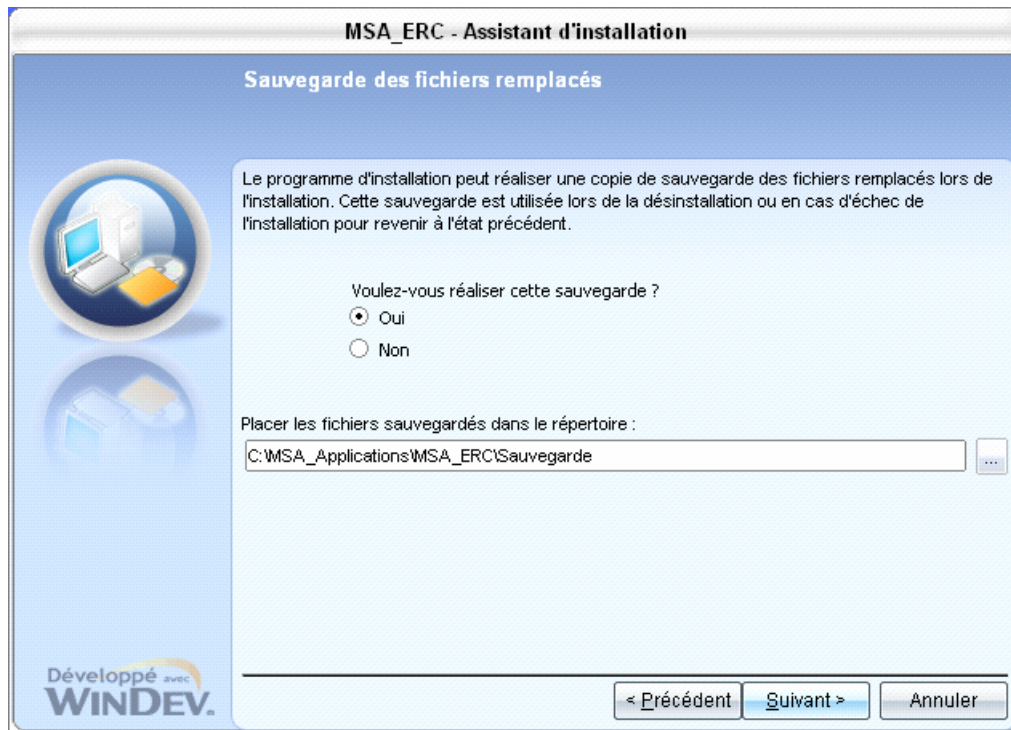 MSA_ERC - Assistant d'installation
Sauvegarde des fichiers remplacés
Le programme d'installation peut réaliser une copie de sauvegarde des fichiers remplacés lors de
l'installation. Cette sauvegarde est utilisée lors de la désinstallation ou en cas d'échec de
l'installation pour revenir à l'état précédent.
Voulez-vous réaliser cette sauvegarde ?
Oui
Non
Placer les fichiers sauvegardés dans le répertoire :
C:\MSA_Applications\MSA_ERC\Sauvegarde
...
Développé avec
WINDEV.
< Précédent
Suivant >
Annuler